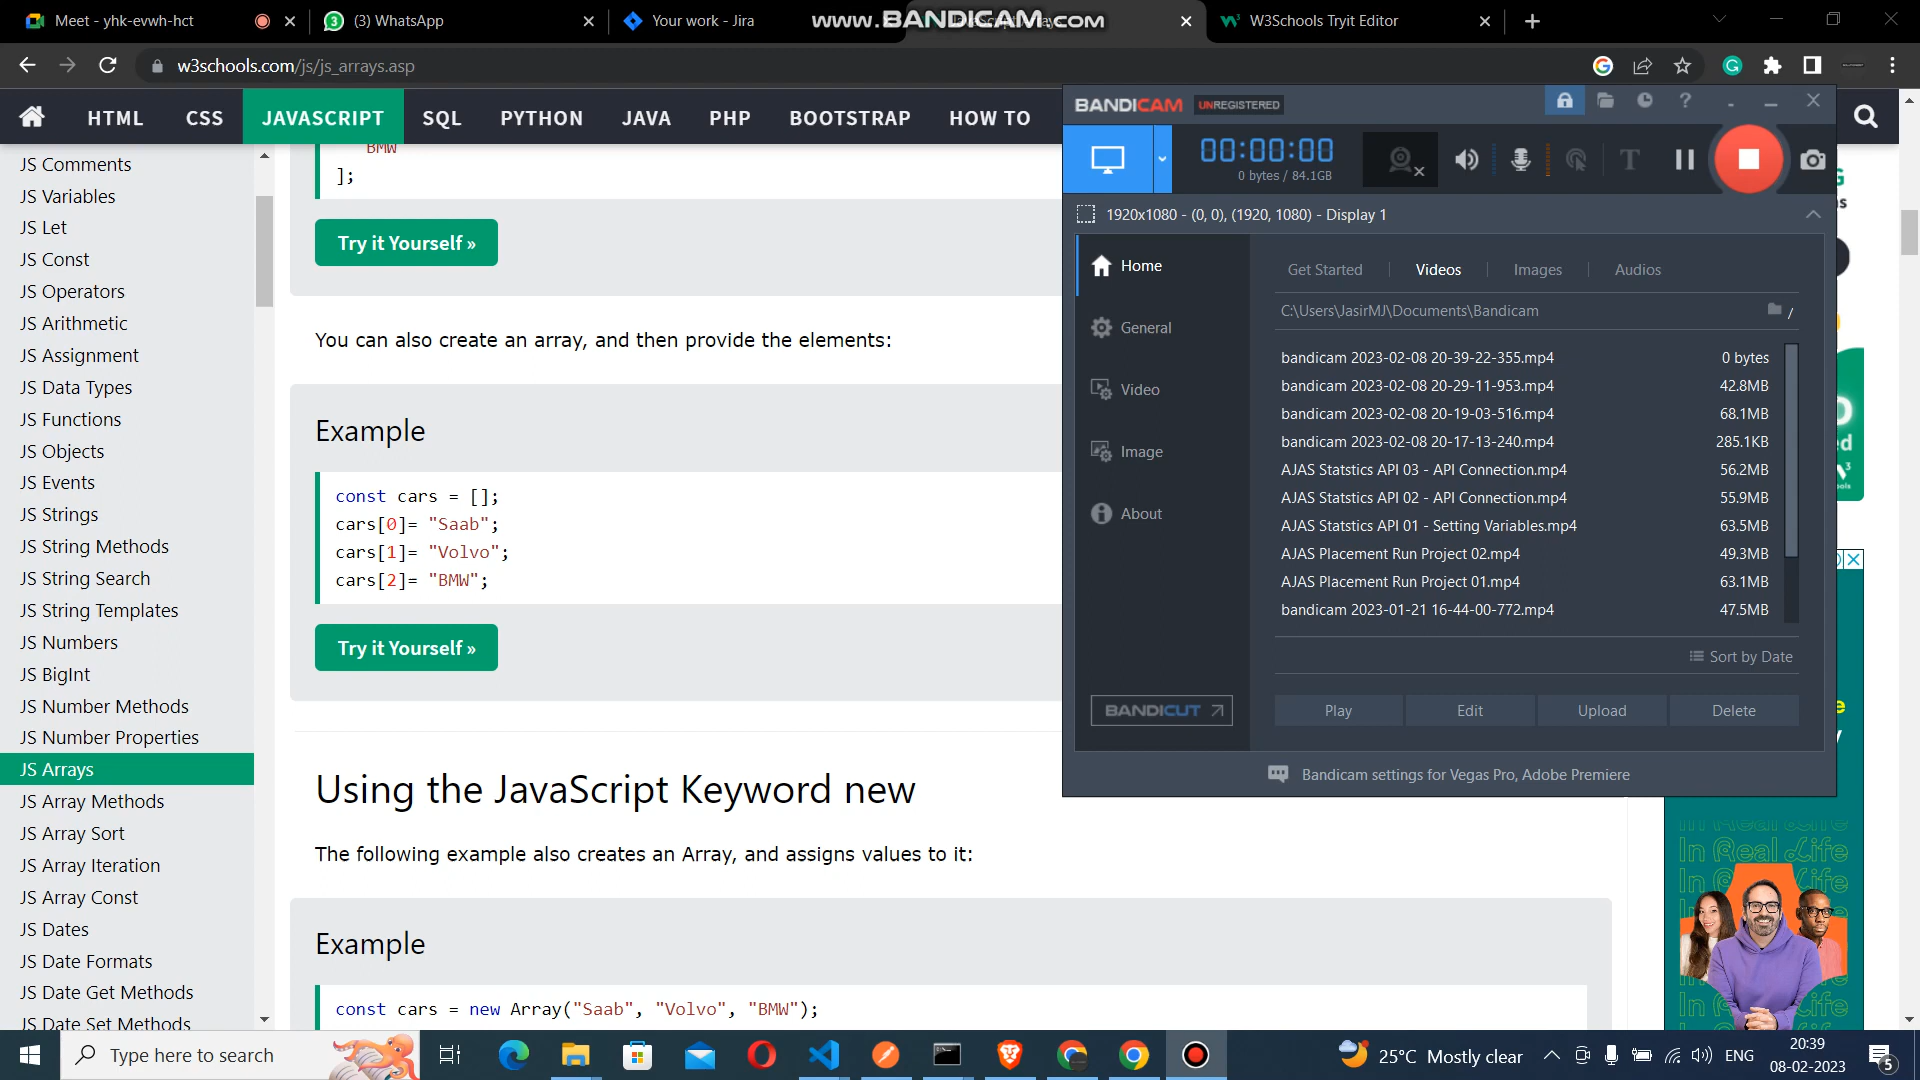 Meet - yhk-evwh-hct
(3) WhatsApp
Your work - Jira
www.BANDICAM.COM
W3Schools Tryit Editor
w3schools.com/js/js_arrays.asp
HTML
CSS
JAVASCRIPT
SQL
PYTHON
JAVA
PHP
BOOTSTRAP
HOW TO
JS Comments
JS Variables
JS Let
JS Const
JS Operators
JS Arithmetic
JS Assignment
JS Data Types
JS Functions
JS Objects
JS Events
JS Strings
JS String Methods
JS String Search
JS String Templates
JS Numbers
JS BigInt
JS Number Methods
JS Number Properties
JS Arrays
JS Array Methods
JS Array Sort
JS Array Iteration
JS Array Const
JS Dates
JS Date Formats
JS Date Get Methods
JS Date Set Methods
"BMW"
];
Try it Yourself »
You can also create an array, and then provide the elements:
Example
const cars = [];
cars[0]= "Saab";
cars[1]= "Volvo";
cars[2]= "BMW";
Try it Yourself »
Using the JavaScript Keyword new
The following example also creates an Array, and assigns values to it:
Example
const cars = new Array("Saab", "Volvo", "BMW");
BANDICAM UNREGISTERED
00:00:00
0 bytes / 84.1GB
1920x1080 - (0, 0), (1920, 1080) - Display 1
Home
General
Video
Image
About
BANDICUT
Get Started
Videos
Images
Audios
C:\Users\JasirMJ\Documents\Bandicam
bandicam 2023-02-08 20-39-22-355.mp4 0 bytes
bandicam 2023-02-08 20-29-11-953.mp4 42.8MB
bandicam 2023-02-08 20-19-03-516.mp4 68.1MB
bandicam 2023-02-08 20-17-13-240.mp4 285.1KB
AJAS Statstics API 03 - API Connection.mp4 56.2MB
AJAS Statstics API 02 - API Connection.mp4 55.9MB
AJAS Statstics API 01 - Setting Variables.mp4 63.5MB
AJAS Placement Run Project 02.mp4 49.3MB
AJAS Placement Run Project 01.mp4 63.1MB
bandicam 2023-01-21 16-44-00-772.mp4 47.5MB
Sort by Date
Play
Edit
Upload
Delete
Bandicam settings for Vegas Pro, Adobe Premiere
In Real Life
In Real Life
In Real Life
Type here to search
25°C Mostly clear
ENG
20:39
08-02-2023
5